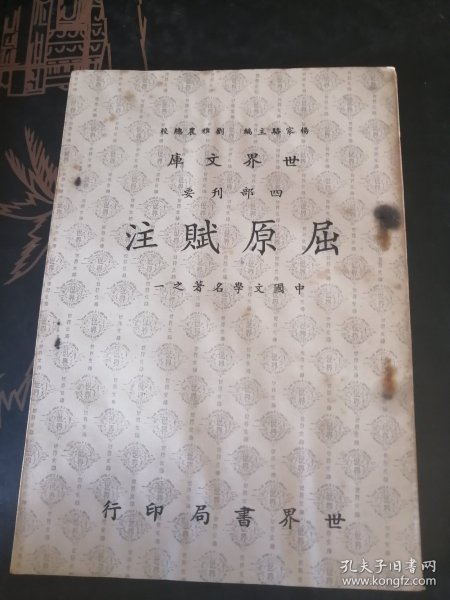 楊家駱主編　劉雅農總校
世界文庫
四部刊要
屈原賦注
中國文學名著之一
世界書局印行
孔夫子旧书网
www.kongfz.com